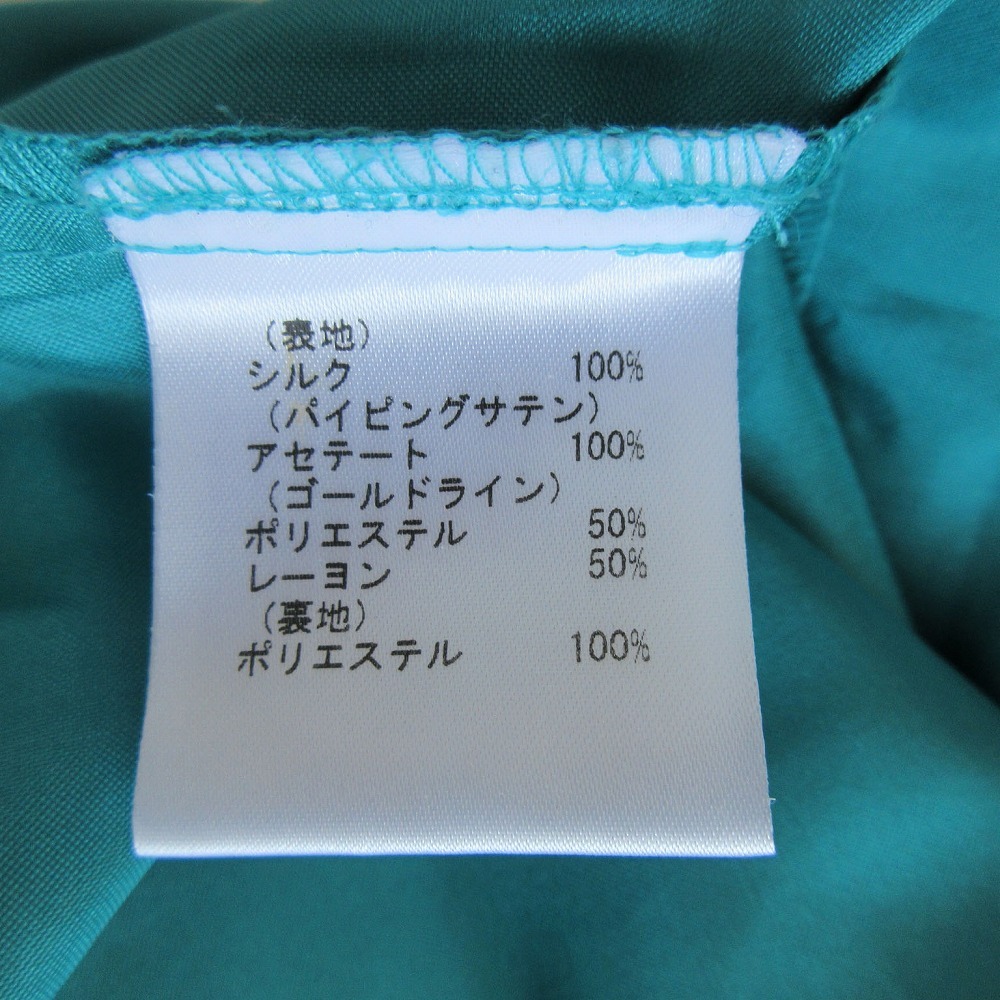 (表地)
シルク 100%
(パイピングサテン)
アセテート 100%
(ゴールドライン)
ポリエステル 50%
レーヨン 50%
(裏地)
ポリエステル 100%